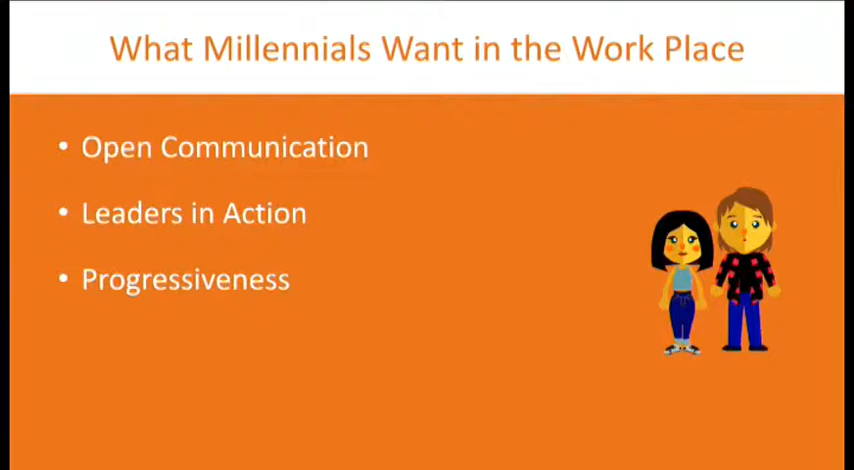 What Millennials Want in the Work Place
• Open Communication
• Leaders in Action
• Progressiveness